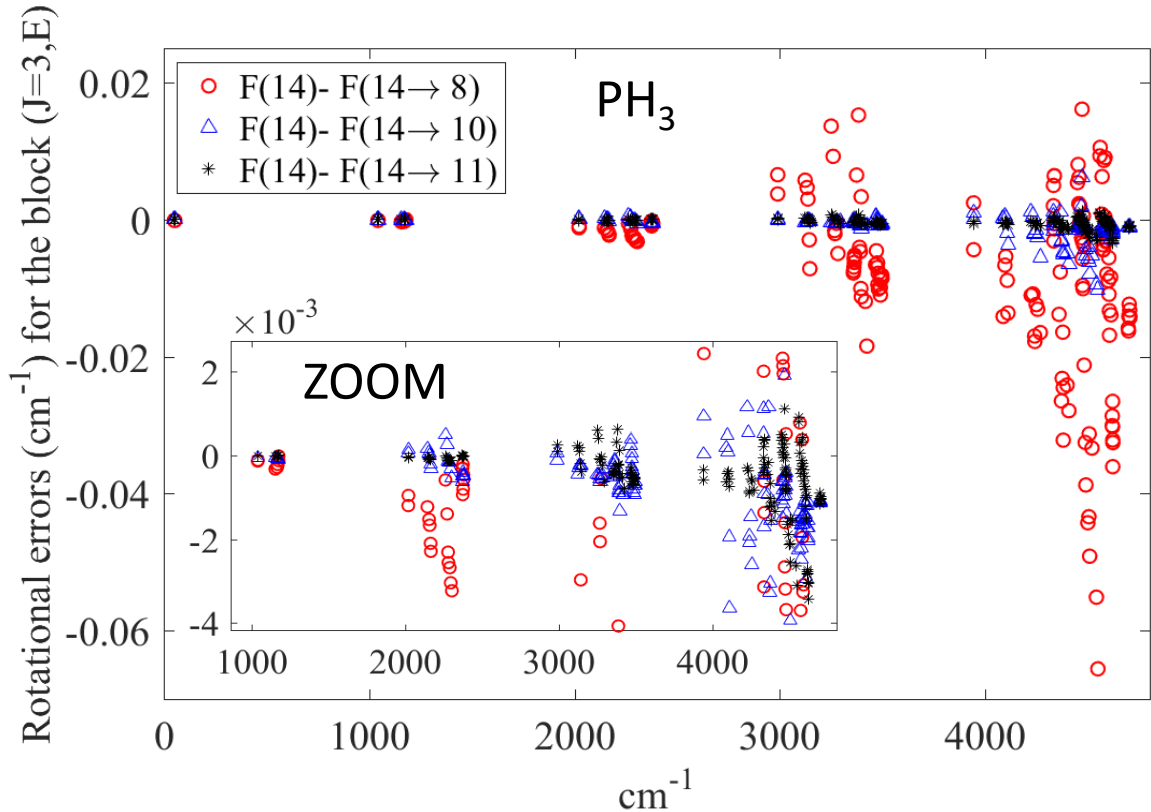 Rotational errors (cm-1) for the block (J=3,E)
0.02
0
-0.02
-0.04
-0.06
F(14)- F(14→ 8)
F(14)- F(14→ 10)
F(14)- F(14→ 11)
PH3
×10-3
ZOOM
2
0
-2
-4
1000
2000
3000
4000
0
1000
2000
3000
4000
cm-1